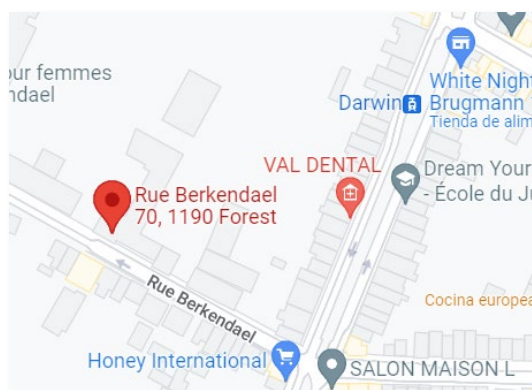 our femmes
ndael
White Night
Brugmann
Tienda de alim
Darwin
VAL DENTAL
Dream Your
- École du Ju
Rue Berkendael
70, 1190 Forest
Rue Berkendael
Cocina europea
Honey International
SALON MAISON L